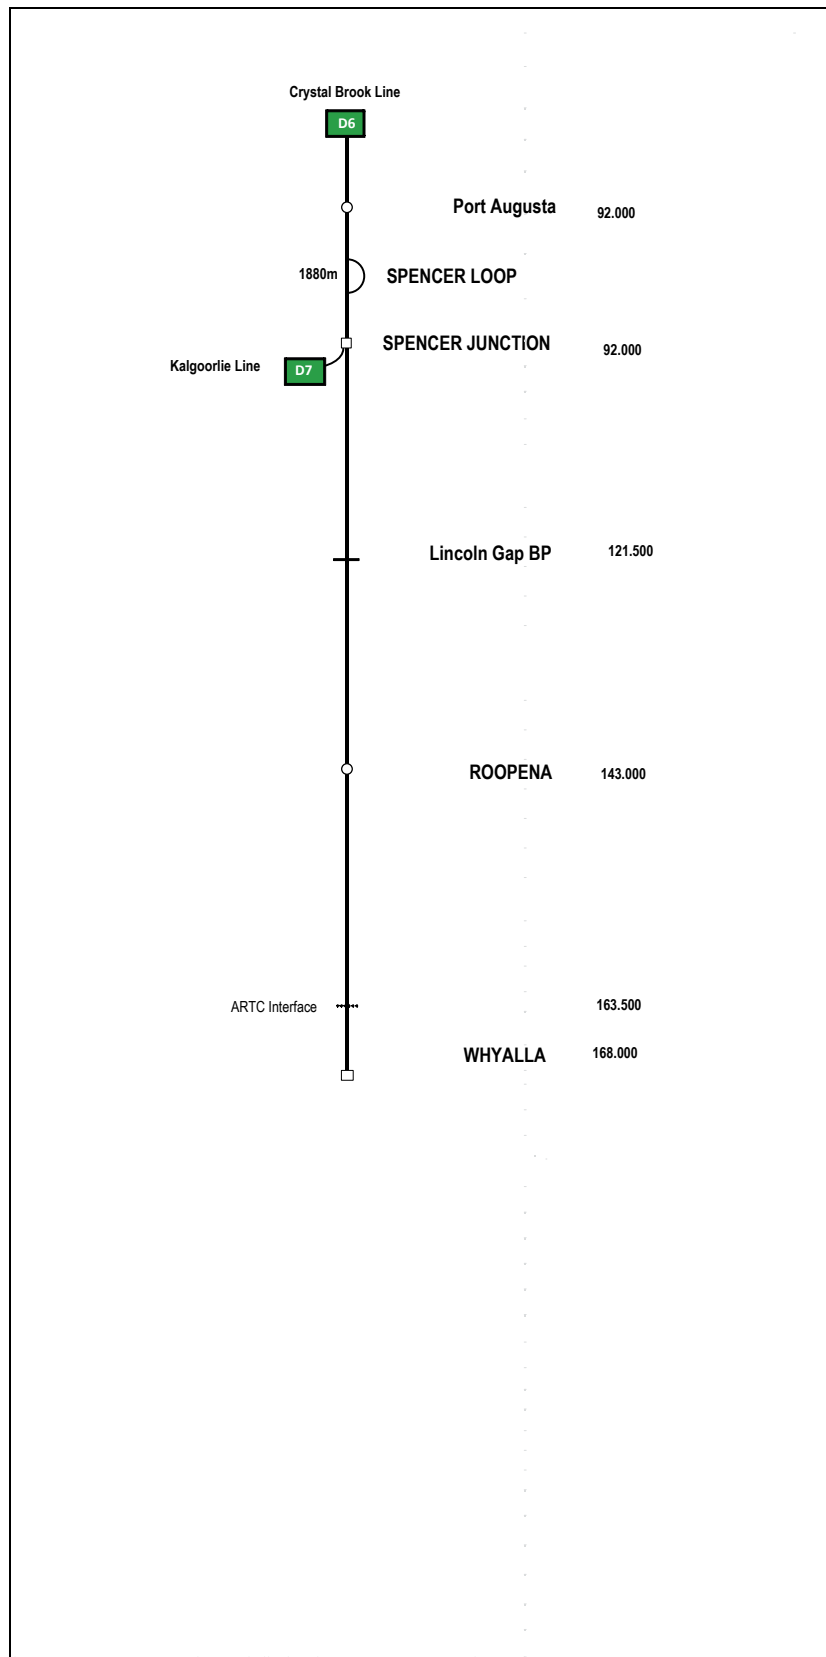 Crystal Brook Line
D6
Port Augusta 92.000
1880m SPENCER LOOP
SPENCER JUNCTION 92.000
Kalgoorlie Line D7
Lincoln Gap BP 121.500
ROOPENA 143.000
ARTC Interface 163.500
WHYALLA 168.000